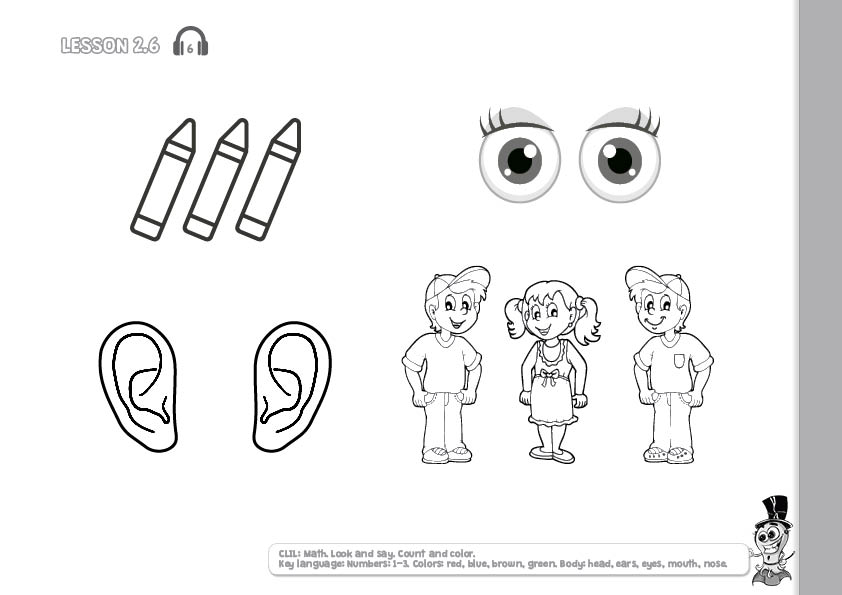 LESSON 2.6 6
CLIL: Math. Look and say. Count and color.
Key language: Numbers: 1-3. Colors: red, blue, brown, green. Body: head, ears, eyes, mouth, nose.